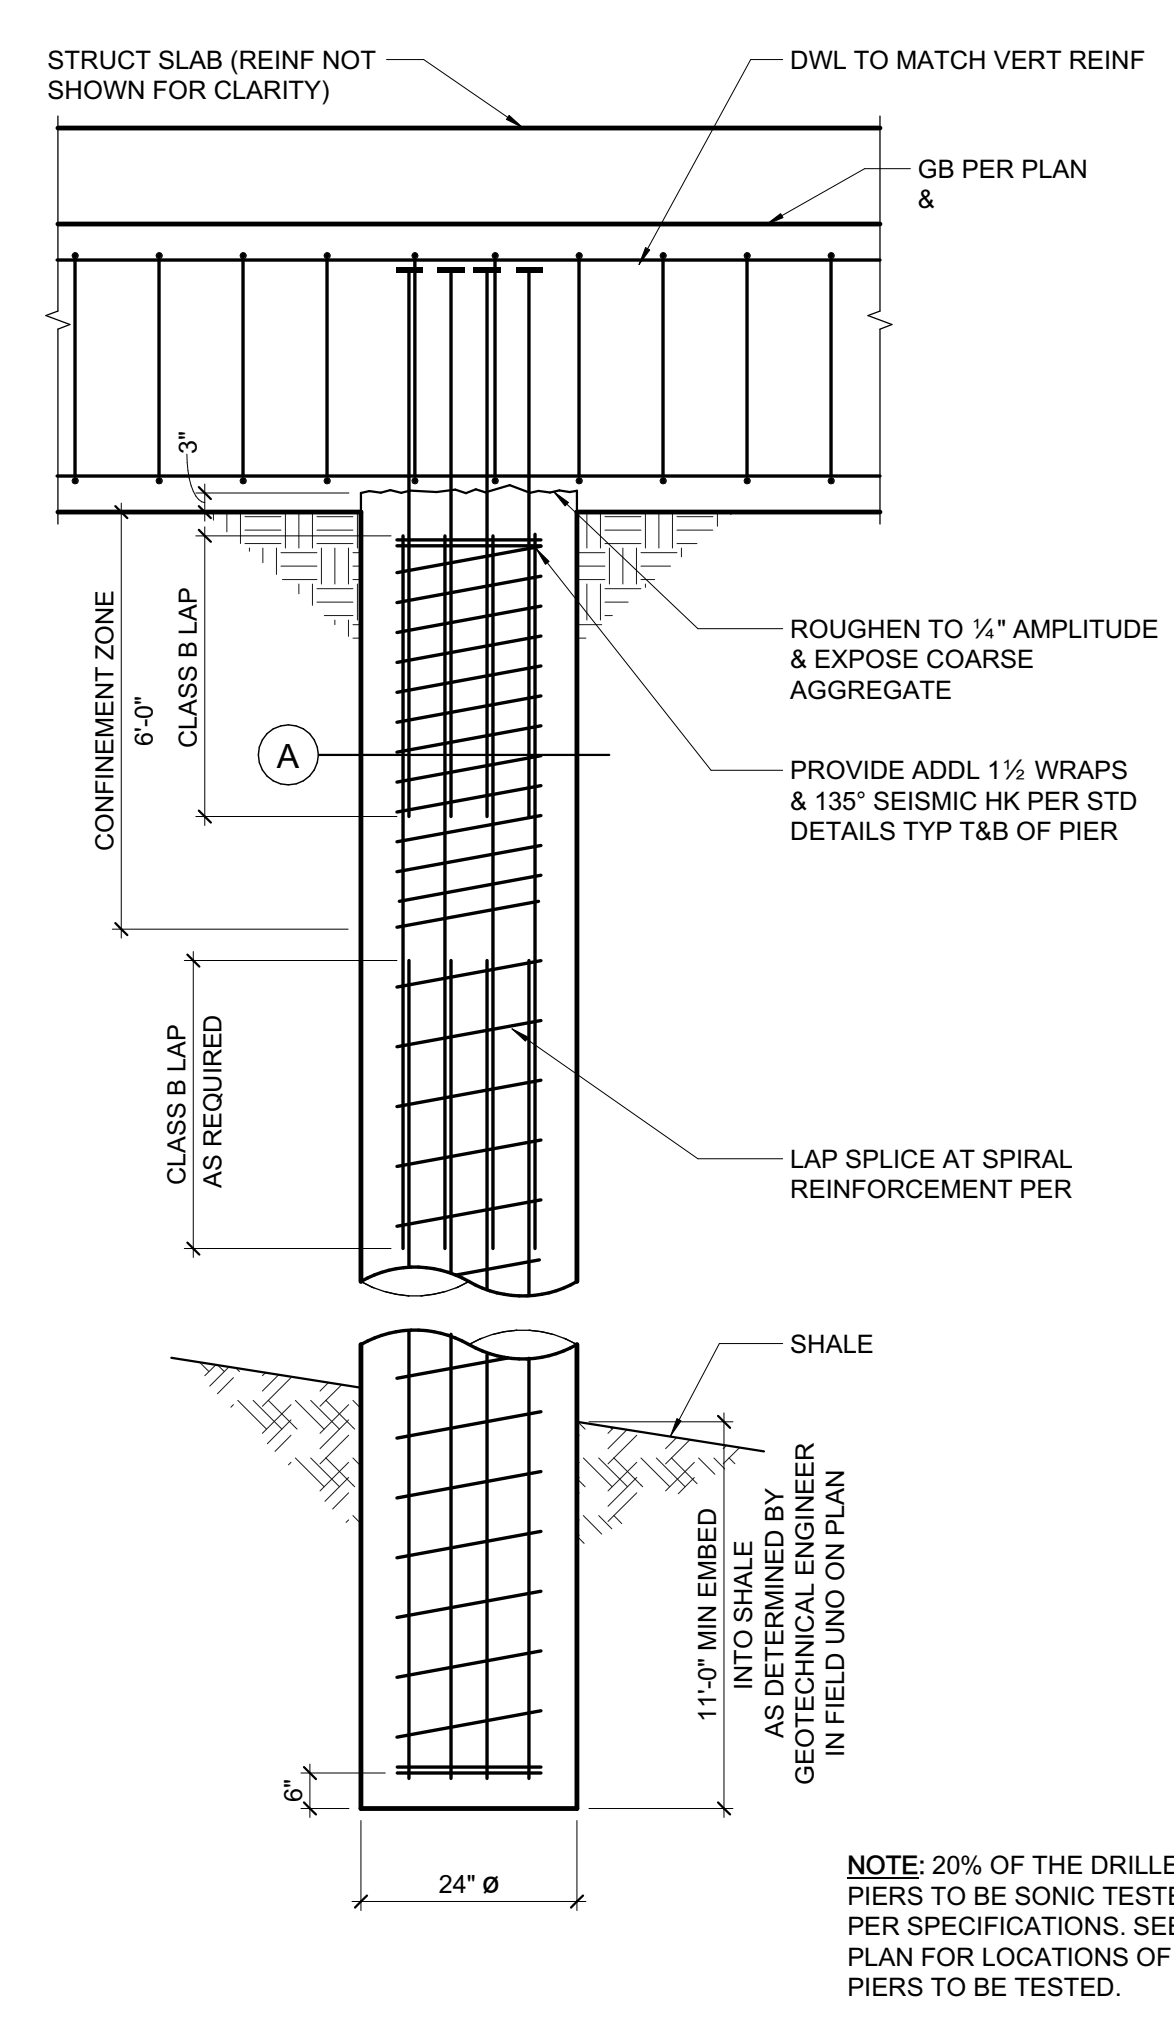 STRUCT SLAB (REINF NOT
SHOWN FOR CLARITY)
DWL TO MATCH VERT REINF
GB PER PLAN
&
3"
CONFINEMENT ZONE
6'-0"
CLASS B LAP
A
ROUGHEN TO ¼" AMPLITUDE
& EXPOSE COARSE
AGGREGATE
PROVIDE ADDL 1½ WRAPS
& 135° SEISMIC HK PER STD
DETAILS TYP T&B OF PIER
CLASS B LAP
AS REQUIRED
LAP SPLICE AT SPIRAL
REINFORCEMENT PER
SHALE
11'-0" MIN EMBED
INTO SHALE
AS DETERMINED BY
GEOTECHNICAL ENGINEER
IN FIELD UNO ON PLAN
6"
24" Ø
NOTE: 20% OF THE DRILLE
PIERS TO BE SONIC TESTE
PER SPECIFICATIONS. SEE
PLAN FOR LOCATIONS OF
PIERS TO BE TESTED.